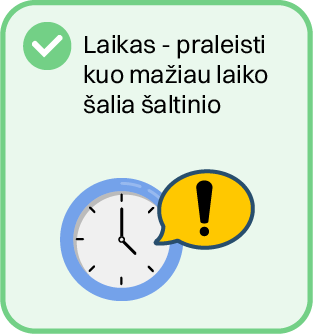 Laikas - praleisti
kuo mažiau laiko
šalia šaltinio
!